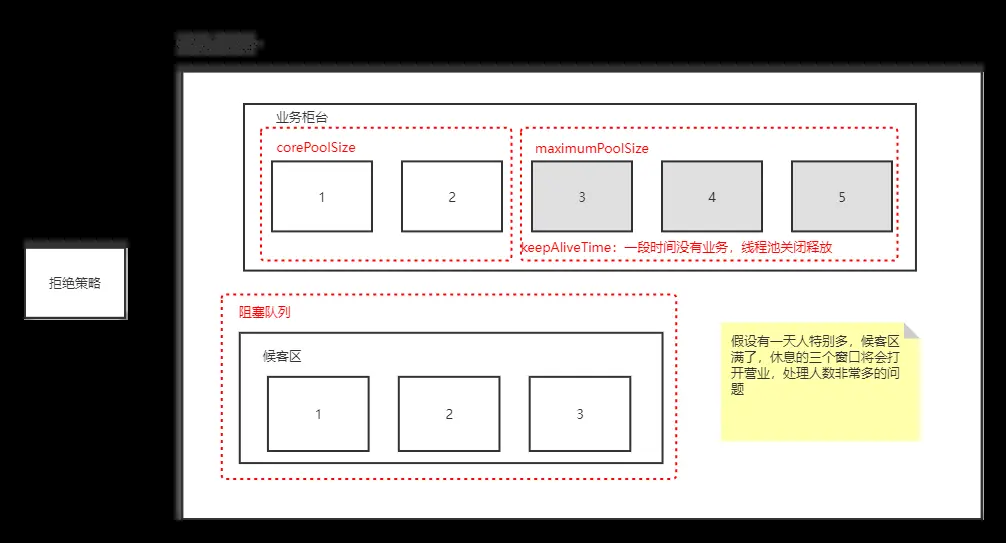 业务柜台
corePoolSize
maximumPoolSize
1
2
3
4
5
keepAliveTime：一段时间没有业务，线程池关闭释放
拒绝策略
阻塞队列
候客区
1
2
3
假设有一天人特别多，候客区
满了，休息的三个窗口将会打
开营业，处理人数非常多的问
题